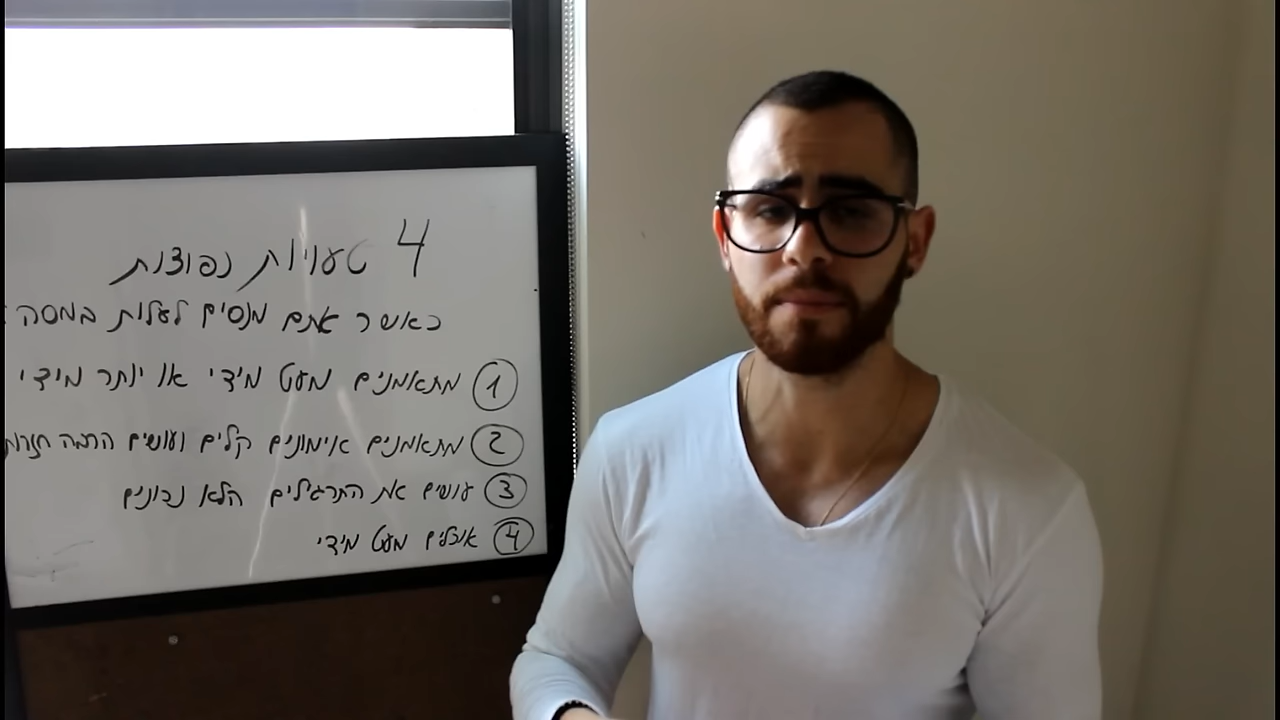 4 טעויות נפוצות
כאשר אתם מנסים לעלות במסה
1 מתאמנים מעט מידי או יותר מידי
2 מתאמנים אימונים קלים ועושים הרבה חזרות
3 עושים את התרגילים הלא נכונים
4 אוכלים מעט מידי